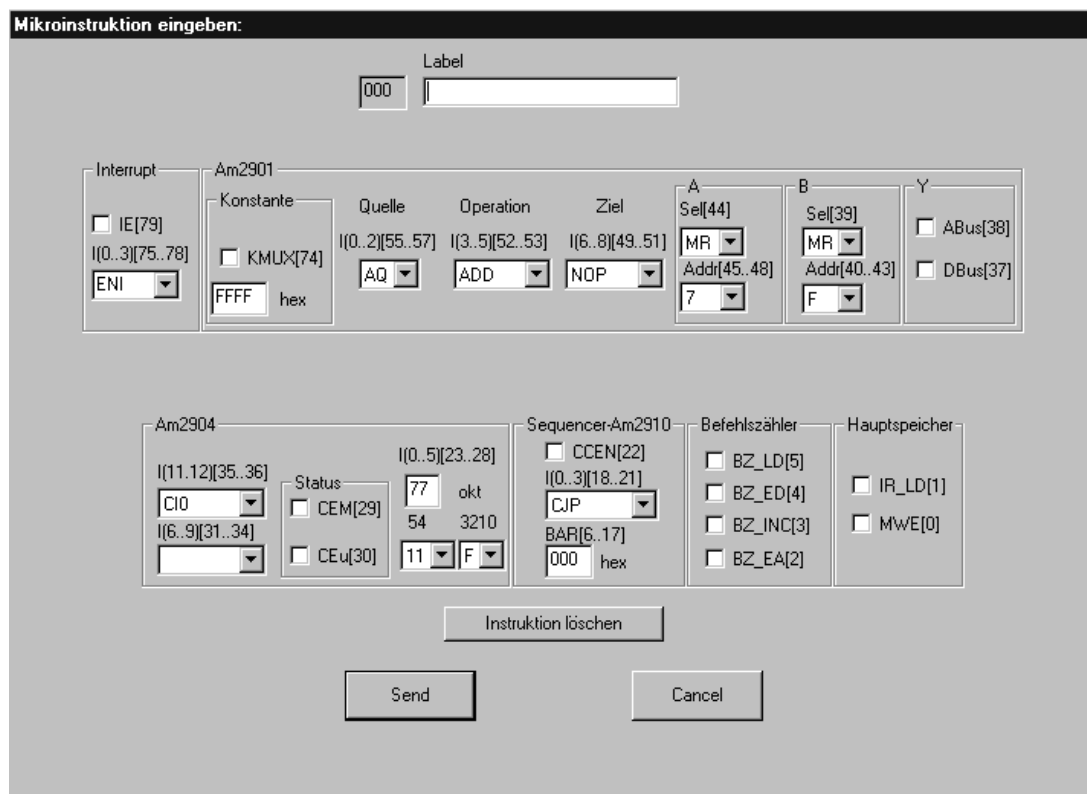 Mikroinstruktion eingeben:
Label
000
Interrupt
IE[79]
I(0..3)[75..78]
ENI
Am2901
Konstante
KMUX[74]
FFFF hex
Quelle
I(0..2)[55..57]
AQ
Operation
I(3..5)[52..53]
ADD
Ziel
I(6..8)[49..51]
NOP
A
Sel[44]
MR
Addr[45..48]
7
B
Sel[39]
MR
Addr[40..43]
F
Y
ABus[38]
DBus[37]
Am2904
I(11.12)[35..36]
CI0
I(6..9)[31..34]
Status
CEM[29]
CEu[30]
I(0..5)[23..28]
77 okt
54 3210
11 F
Sequencer-Am2910
CCEN[22]
I(0..3)[18..21]
CJP
BAR[6..17]
000 hex
Befehlszähler
BZ_LD[5]
BZ_ED[4]
BZ_INC[3]
BZ_EA[2]
Hauptspeicher
IR_LD[1]
MWE[0]
Instruktion löschen
Send Cancel